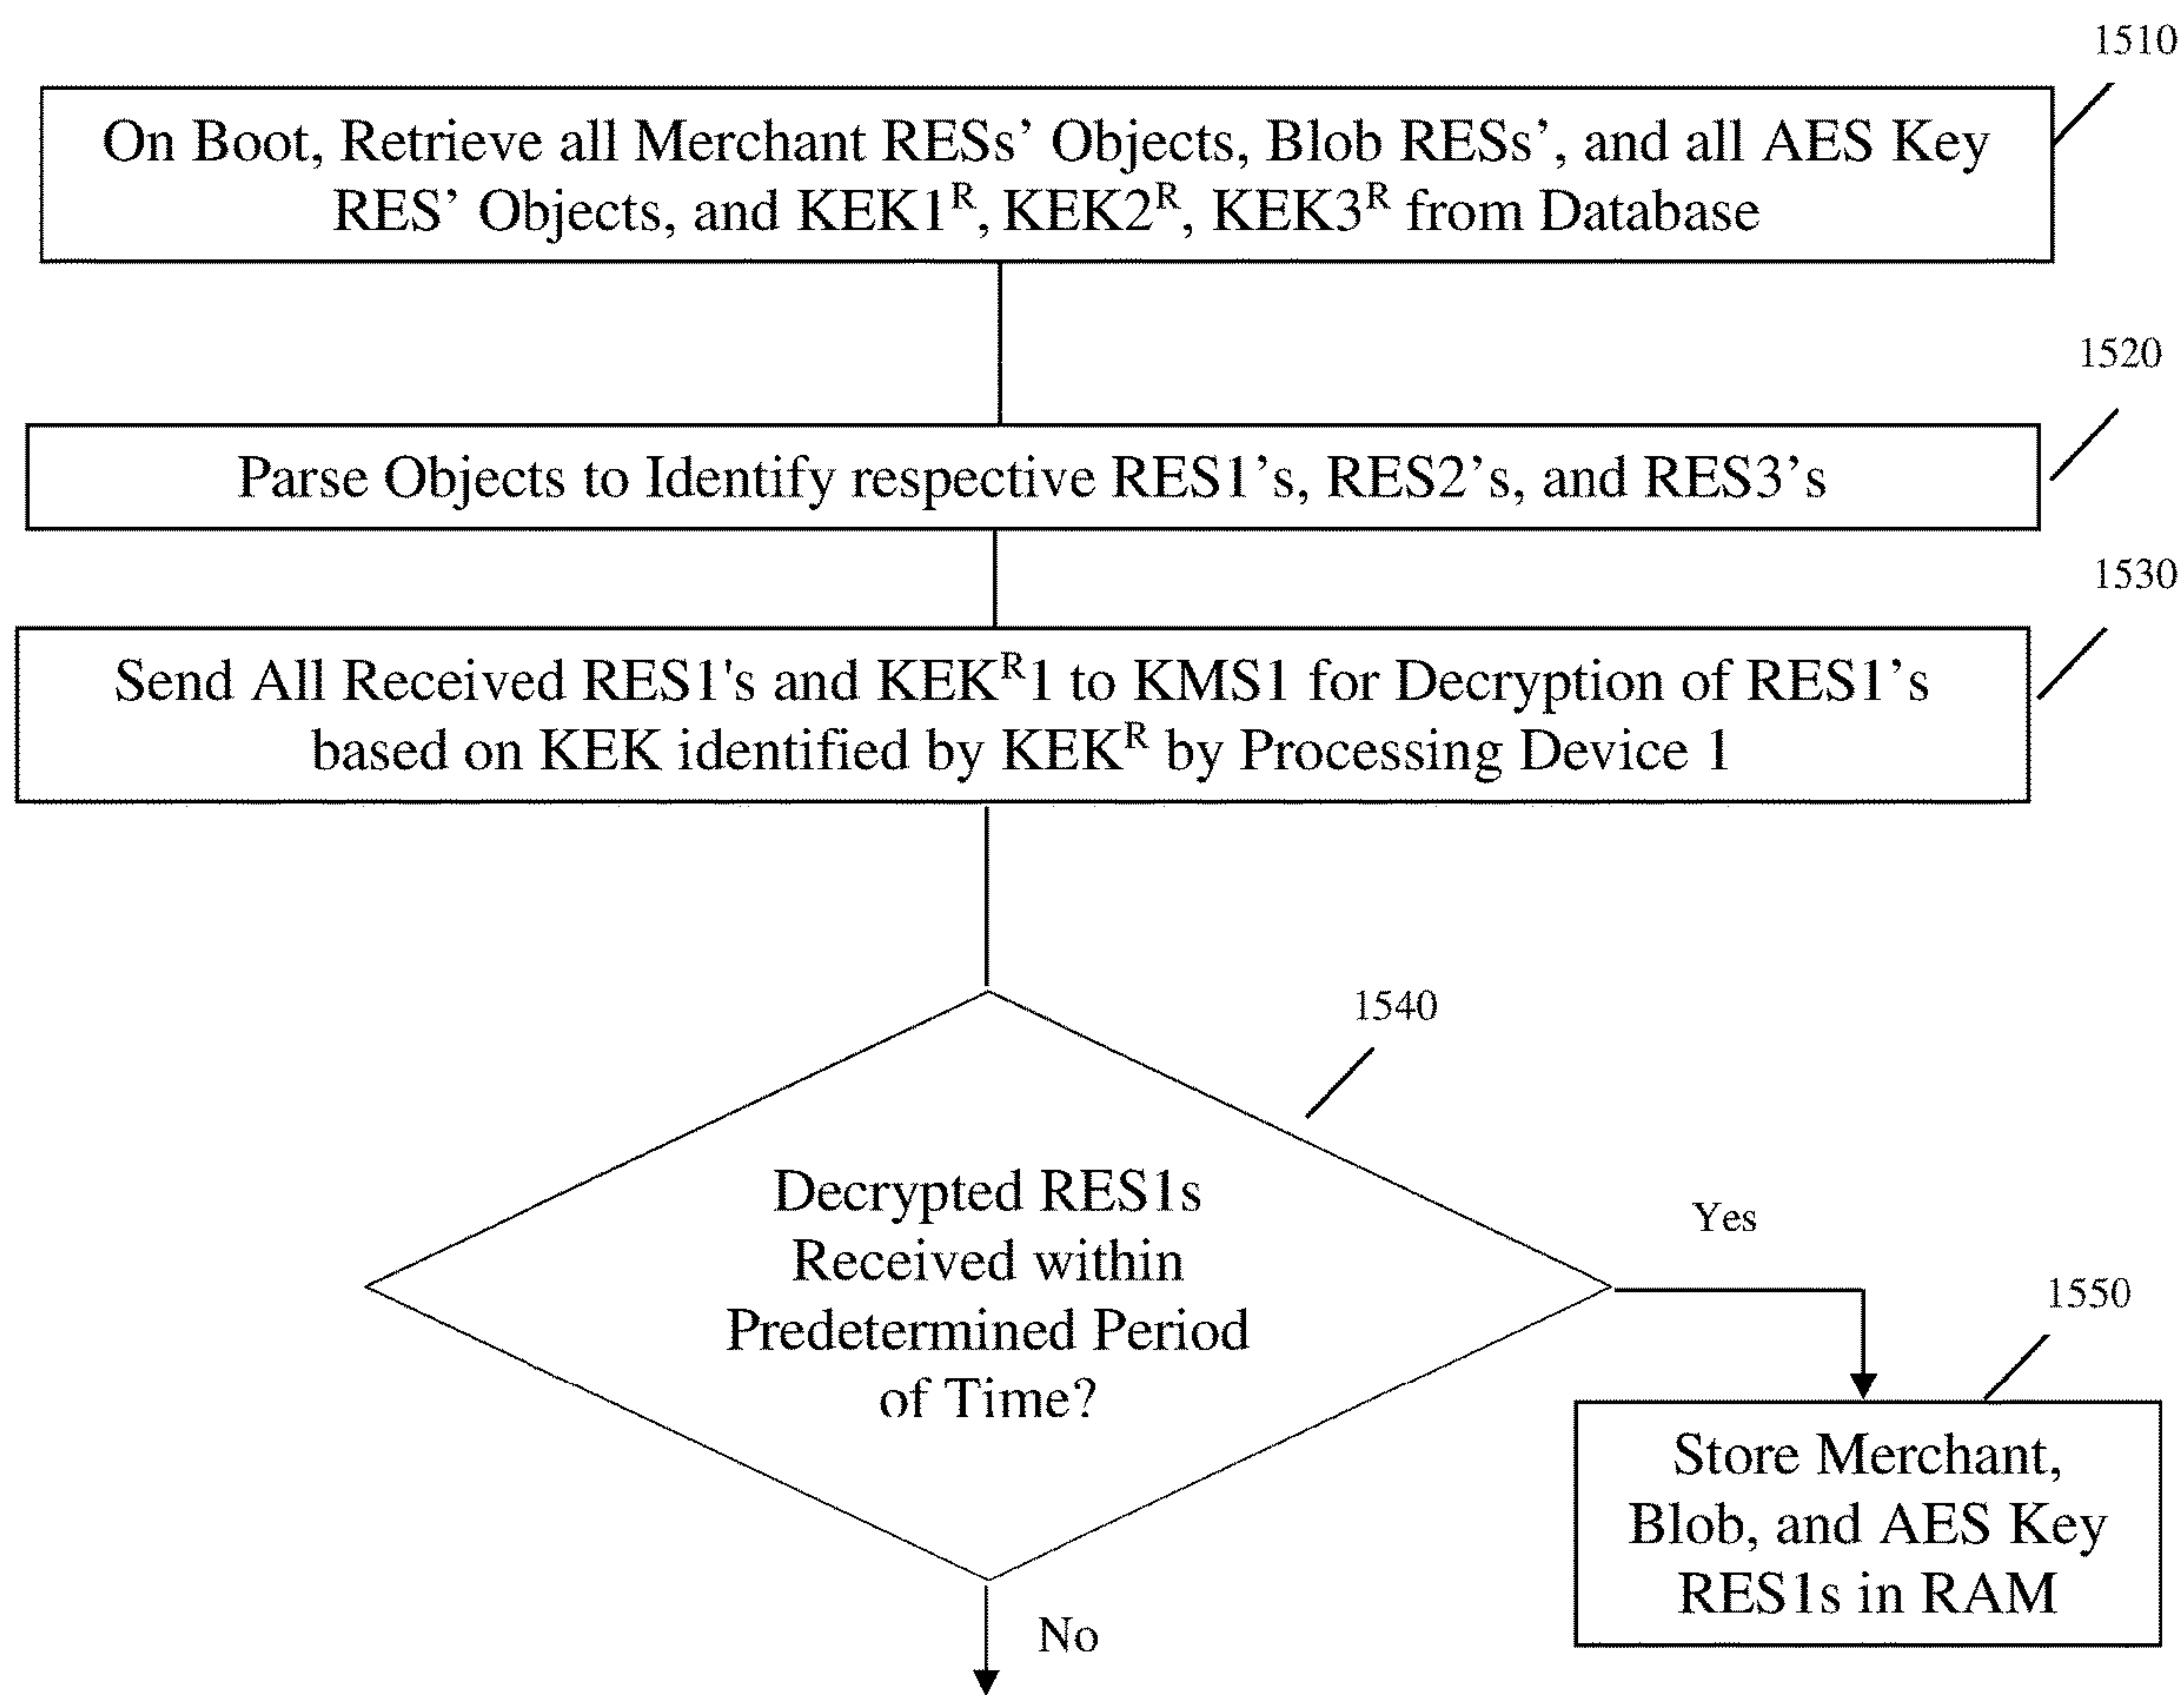 1510
On Boot, Retrieve all Merchant RESs’ Objects, Blob RESs’, and all AES Key
RES’ Objects, and KEK1ᴿ, KEK2ᴿ, KEK3ᴿ from Database
1520
Parse Objects to Identify respective RES1’s, RES2’s, and RES3’s
1530
Send All Received RES1's and KEKᴿ1 to KMS1 for Decryption of RES1’s
based on KEK identified by KEKᴿ by Processing Device 1
1540
Decrypted RES1s
Received within
Predetermined Period
of Time?
Yes
1550
Store Merchant,
Blob, and AES Key
RES1s in RAM
No